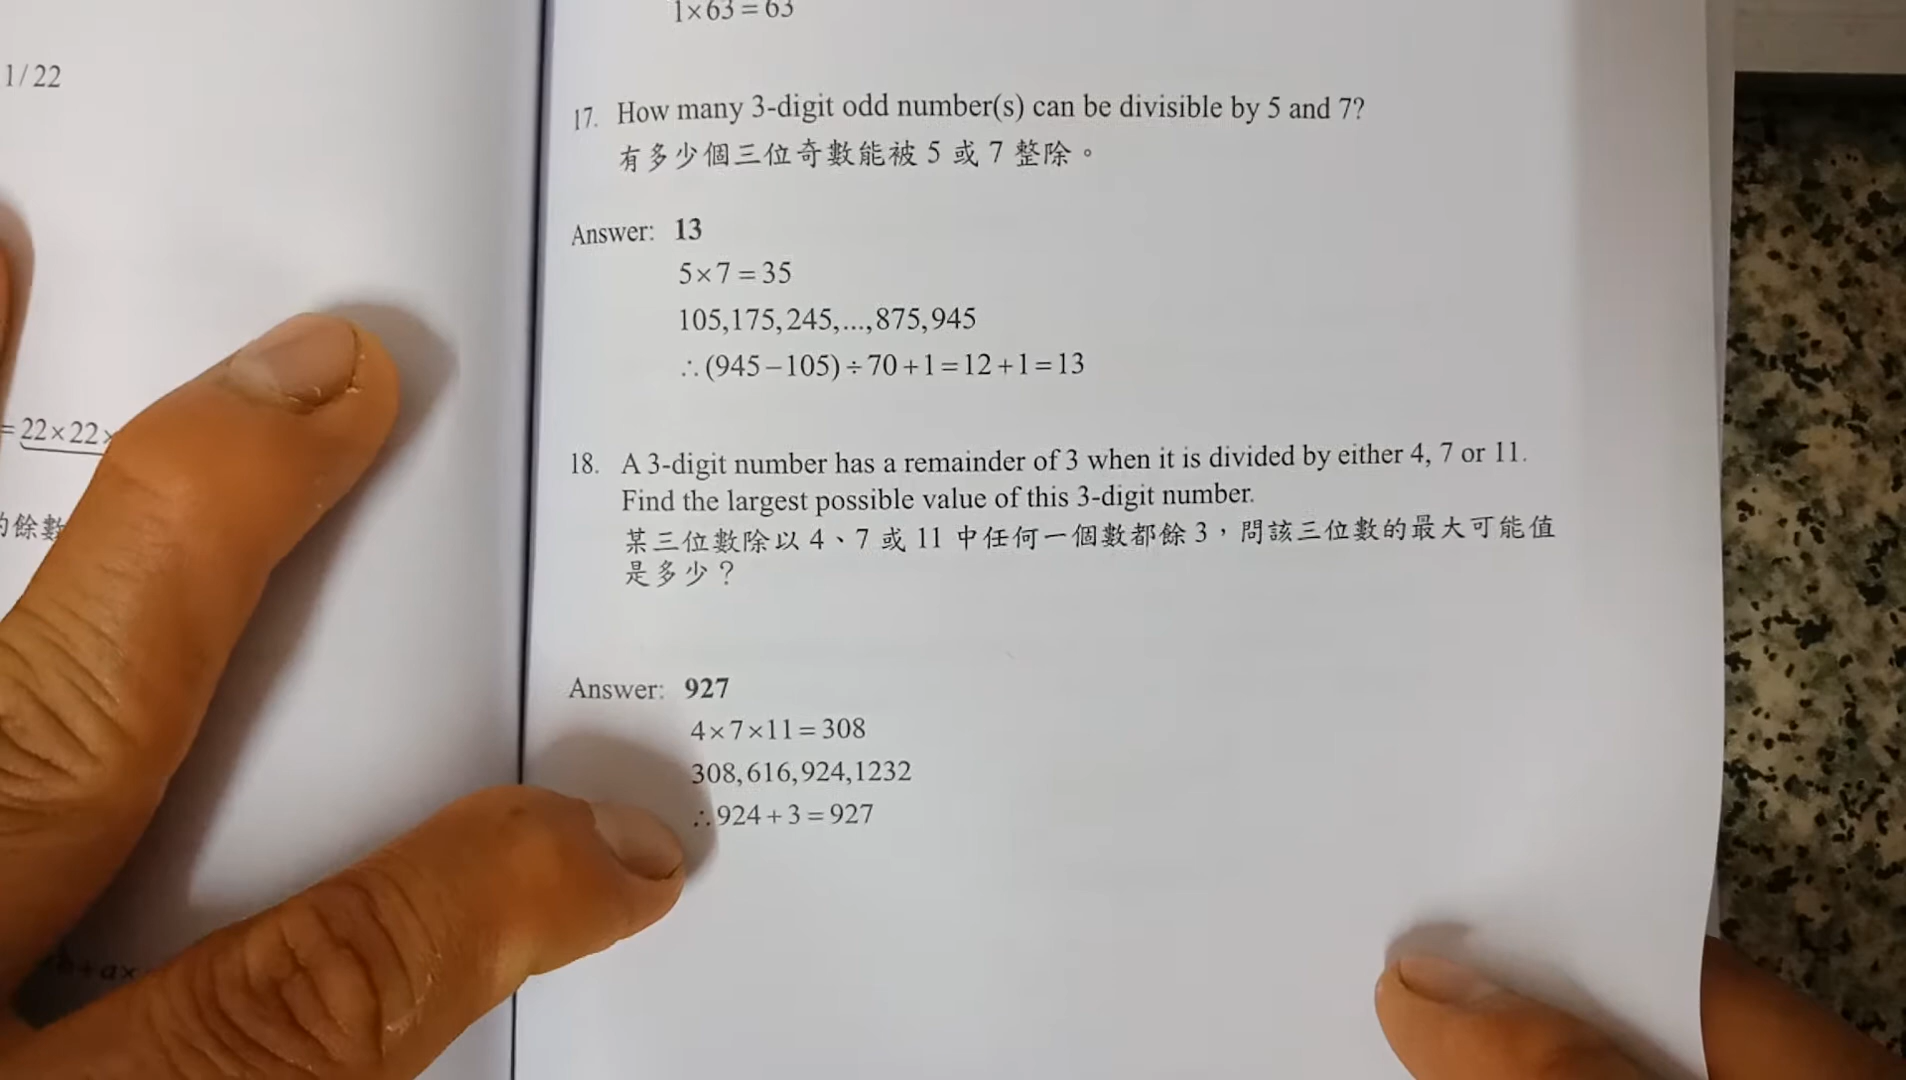 1/22
=22×22×
的餘數
+ax
1×63=63
17. How many 3-digit odd number(s) can be divisible by 5 and 7?
有多少個三位奇數能被 5 或 7 整除。
Answer: 13
5×7=35
105,175,245,...,875,945
∴(945−105)÷70+1=12+1=13
18. A 3-digit number has a remainder of 3 when it is divided by either 4, 7 or 11.
Find the largest possible value of this 3-digit number.
某三位數除以 4、7 或 11 中任何一個數都餘 3，問該三位數的最大可能值
是多少？
Answer: 927
4×7×11=308
308,616,924,1232
∴924+3=927